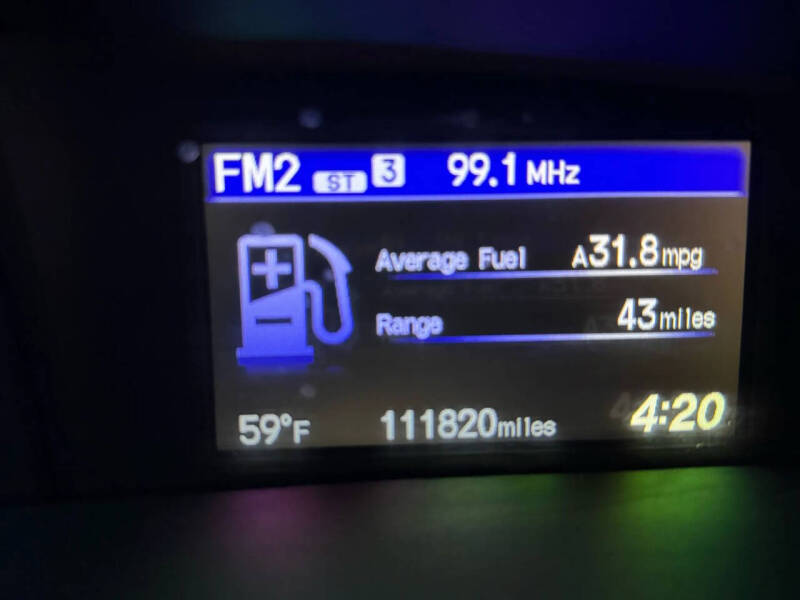 FM2 ST 3 99.1 MHz
Average Fuel A31.8mpg
Range 43miles
59°F 111820miles 4:20